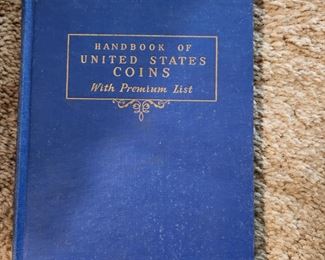 HANDBOOK OF
UNITED STATES
COINS
With Premium List